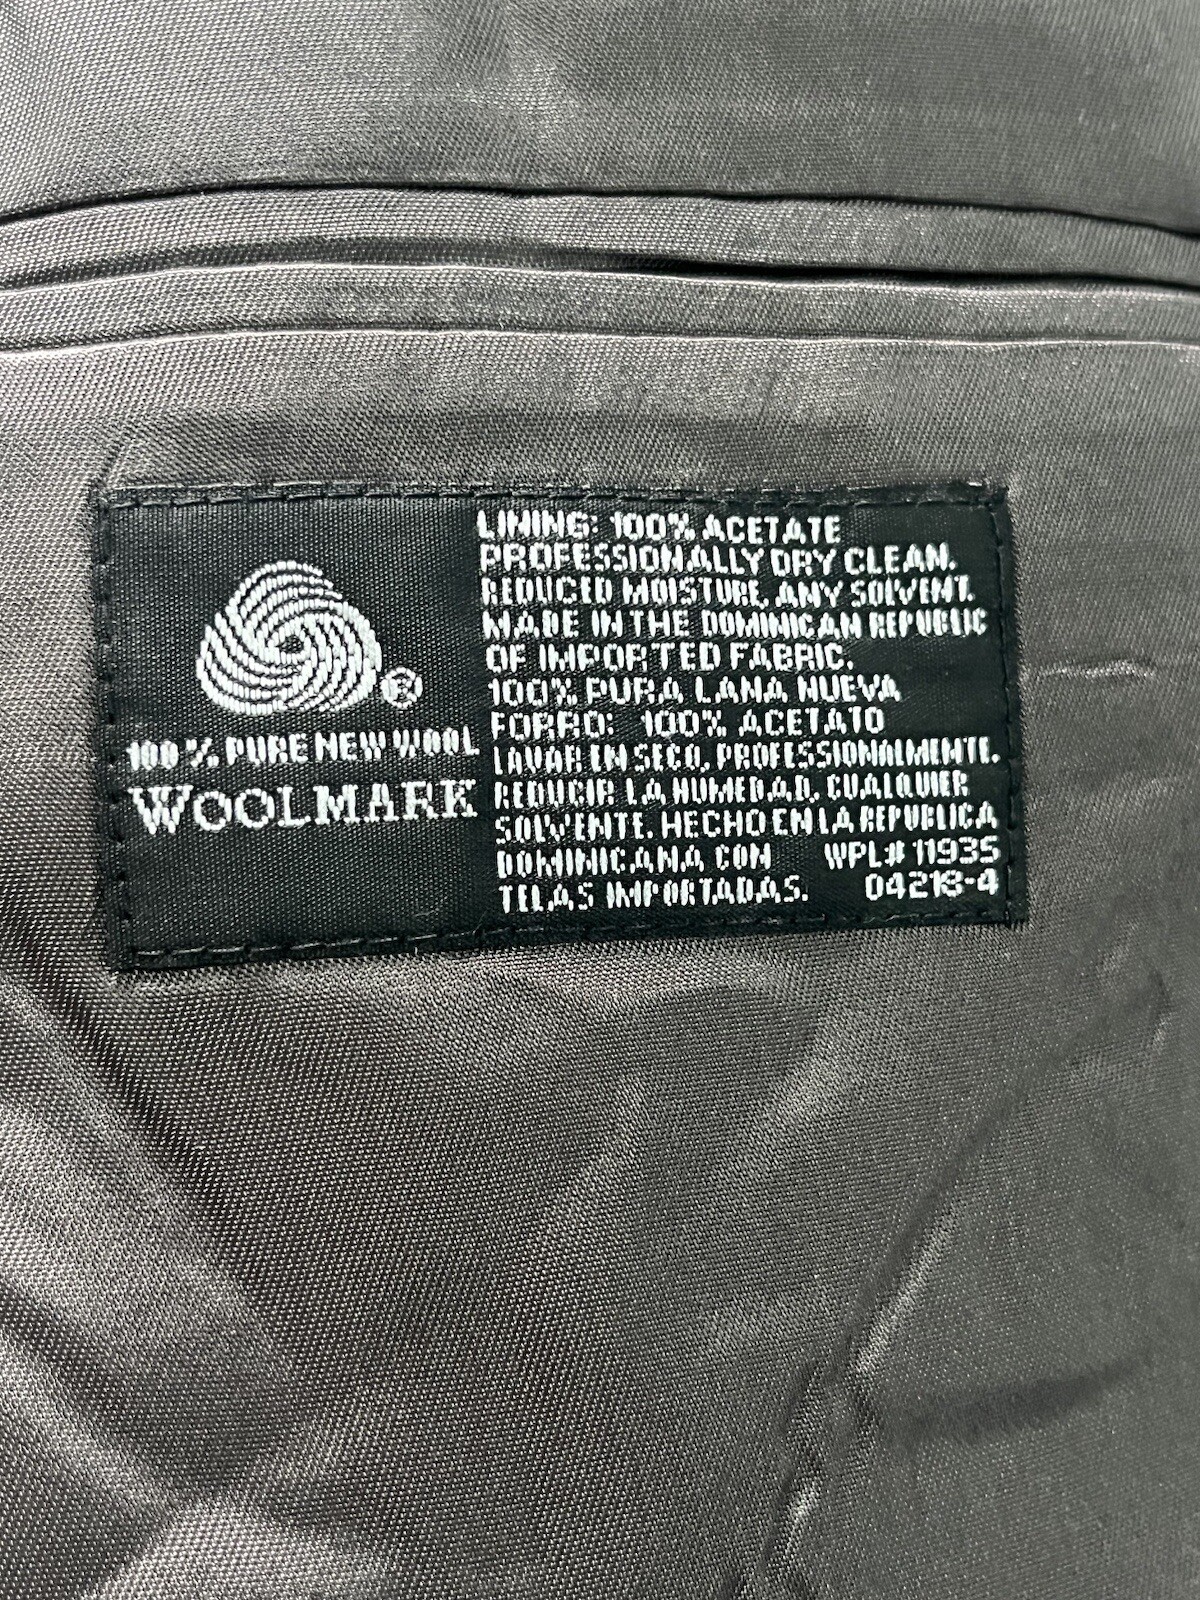 ®
100% PURE NEW WOOL
WOOLMARK
LINING: 100% ACETATE
PROFESSIONALLY DRY CLEAN.
REDUCED MOISTURE, ANY SOLVENT.
MADE IN THE DOMINICAN REPUBLIC
OF IMPORTED FABRIC.
100% PURA LANA NUEVA
FORRO: 100% ACETATO
LAVAR EN SECO, PROFESSIONALMENTE.
REDUCIR LA HUMEDAD, CUALQUIER
SOLVENTE. HECHO EN LA REPUBLICA
DOMINICANA CON WPL# 11935
TELAS IMPORTADAS. 04218-4